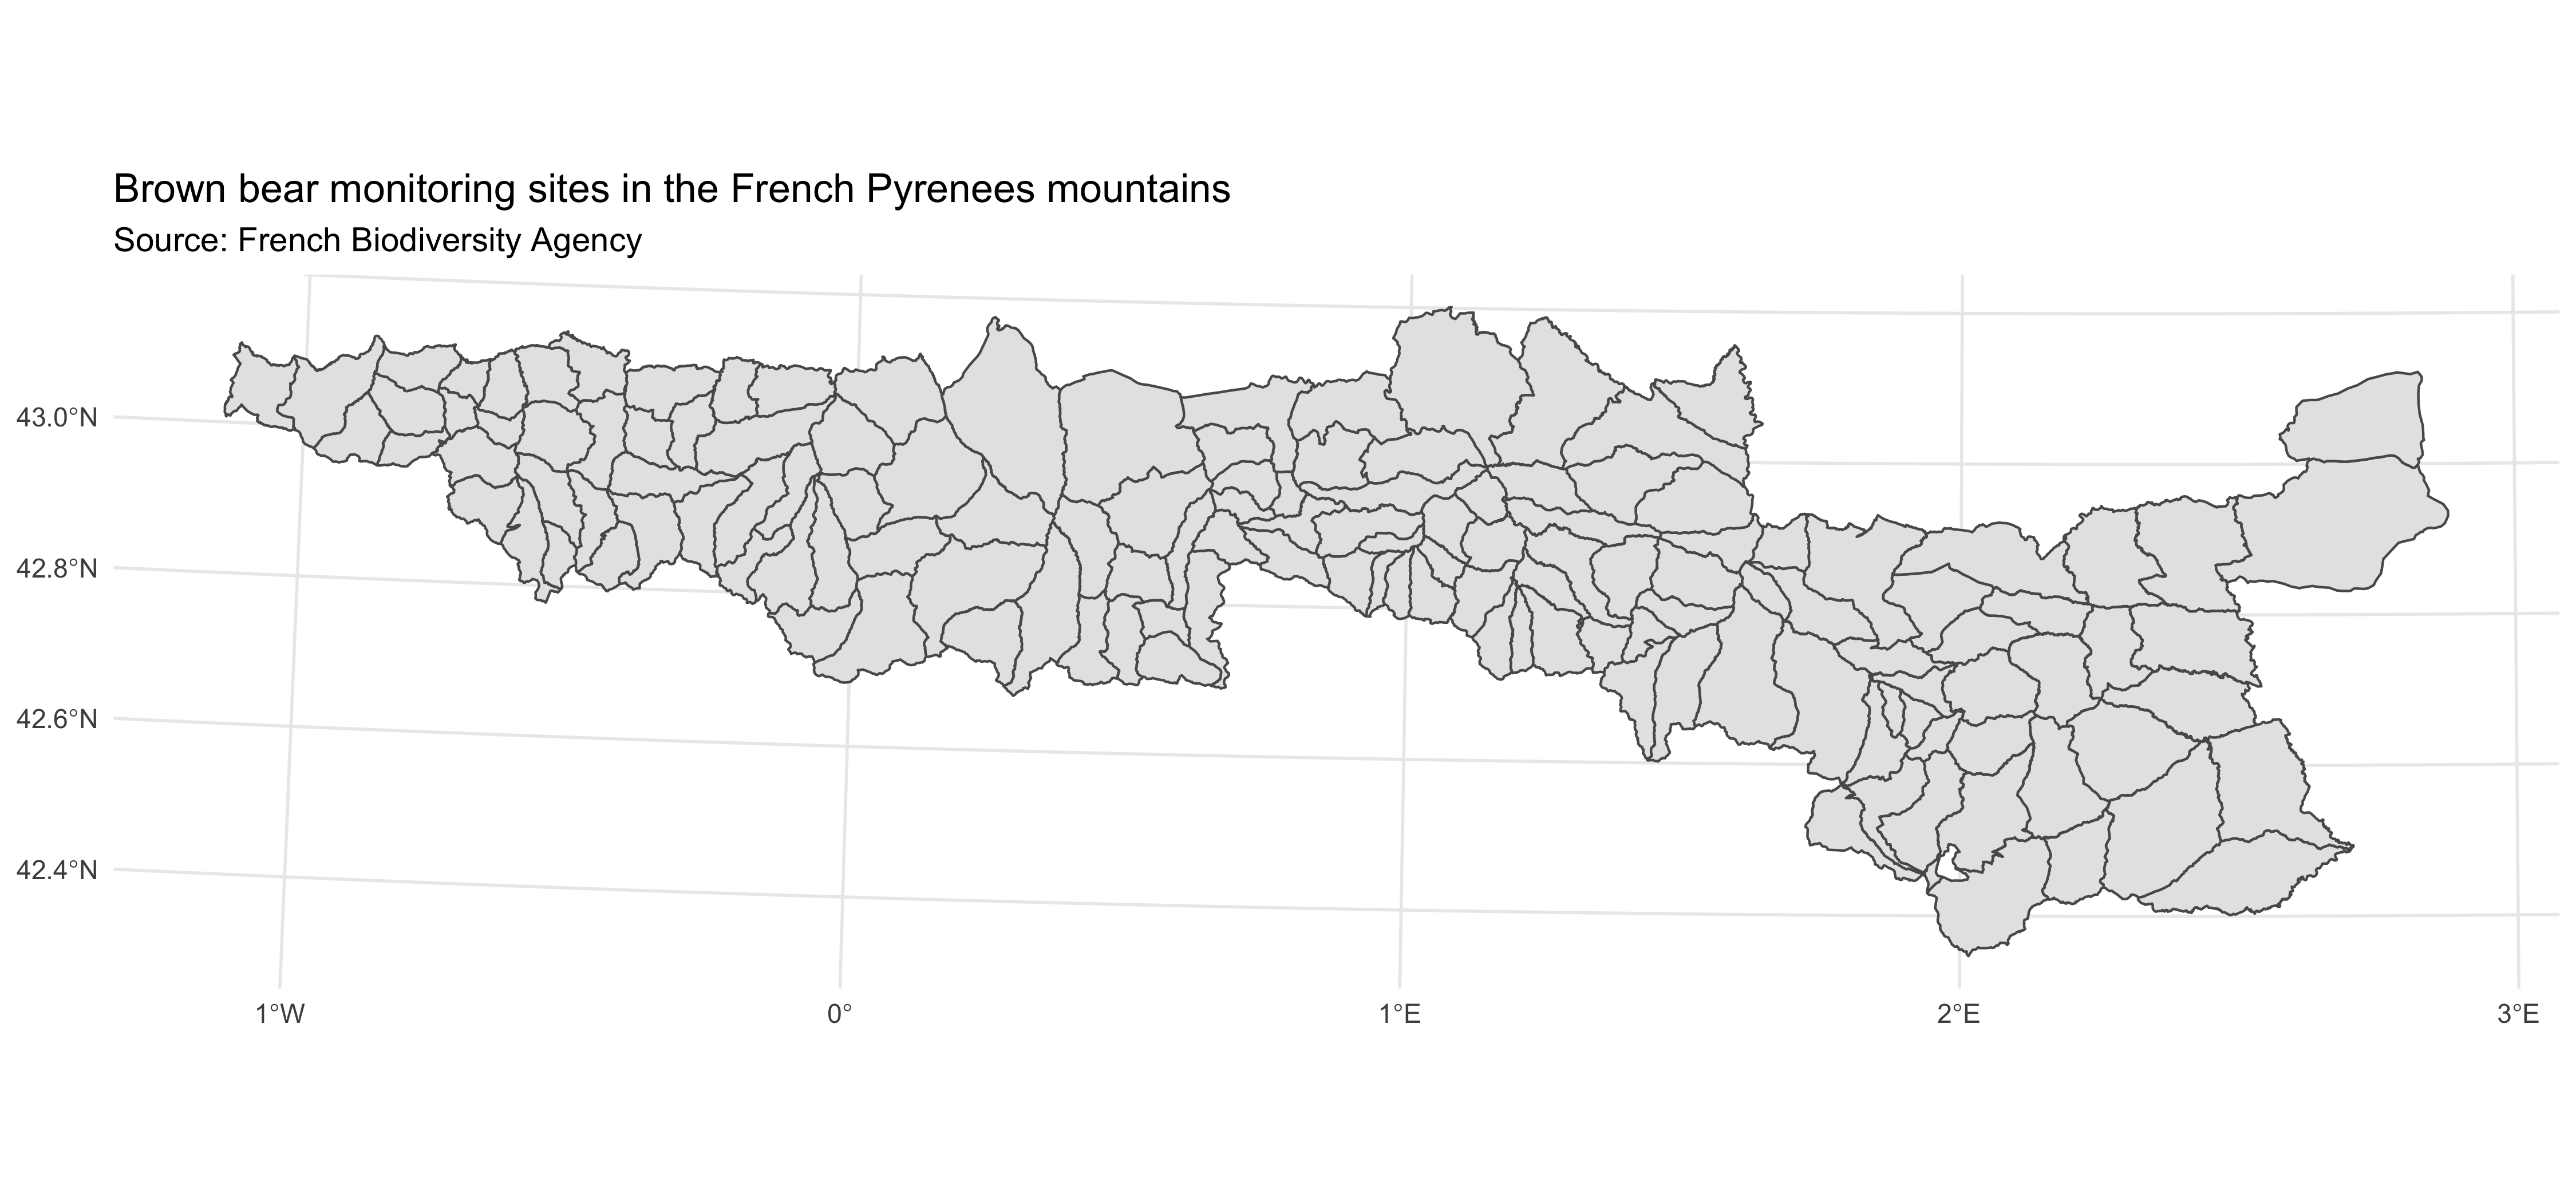 Brown bear monitoring sites in the French Pyrenees mountains
Source: French Biodiversity Agency
43.0°N
42.8°N
42.6°N
42.4°N
1°W 0° 1°E 2°E 3°E